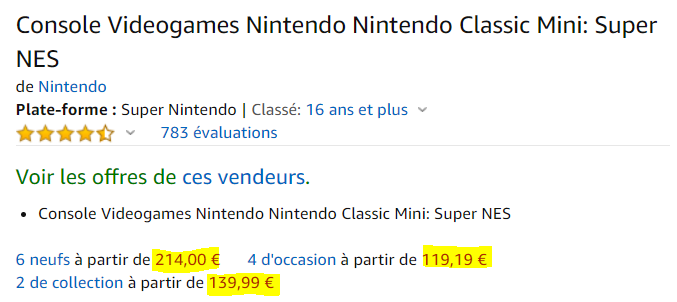 Console Videogames Nintendo Nintendo Classic Mini: Super
NES
de Nintendo
Plate-forme : Super Nintendo | Classé: 16 ans et plus
783 évaluations
Voir les offres de ces vendeurs.
• Console Videogames Nintendo Nintendo Classic Mini: Super NES
6 neufs à partir de 214,00 € 4 d'occasion à partir de 119,19 €
2 de collection à partir de 139,99 €